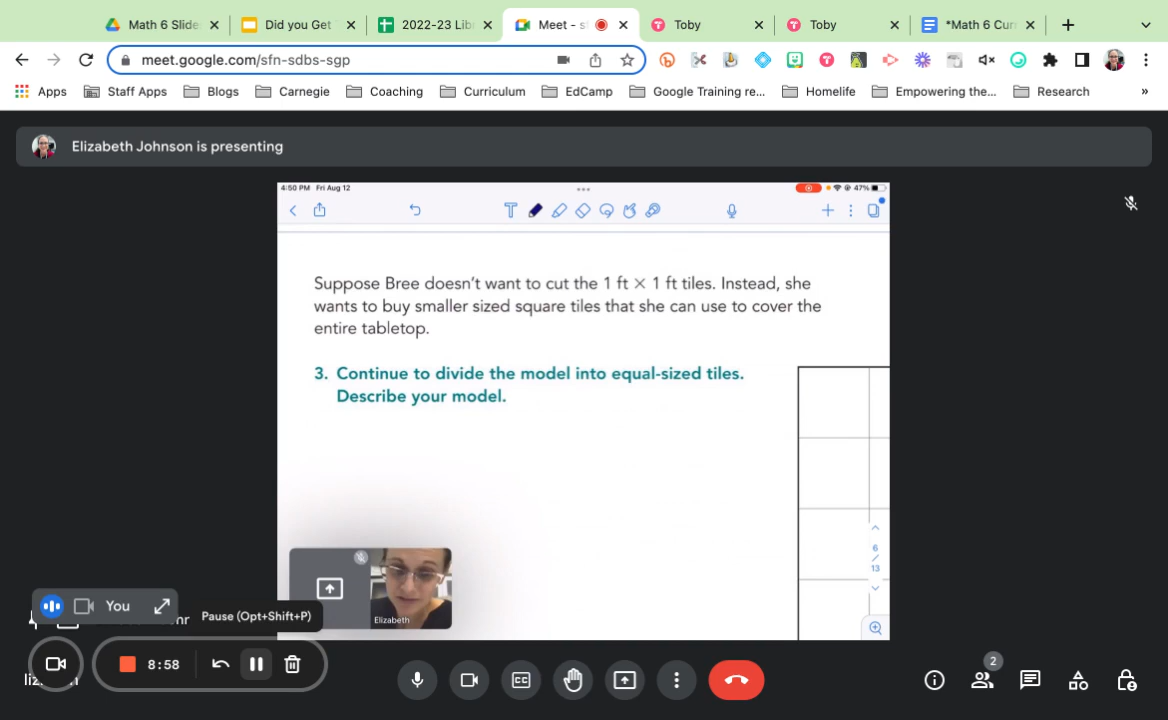 Math 6 Slide
Did you Get
2022-23 Lib
Meet - s
Toby
Toby
*Math 6 Cur
meet.google.com/sfn-sdbs-sgp
Apps
Staff Apps
Blogs
Carnegie
Coaching
Curriculum
EdCamp
Google Training re...
Homelife
Empowering the...
Research
»
Elizabeth Johnson is presenting
4:50 PM Fri Aug 12
47%
Suppose Bree doesn't want to cut the 1 ft × 1 ft tiles. Instead, she
wants to buy smaller sized square tiles that she can use to cover the
entire tabletop.
3. Continue to divide the model into equal-sized tiles.
Describe your model.
6
/
13
Elizabeth
You
Pause (Opt+Shift+P)
8:58
CC
2